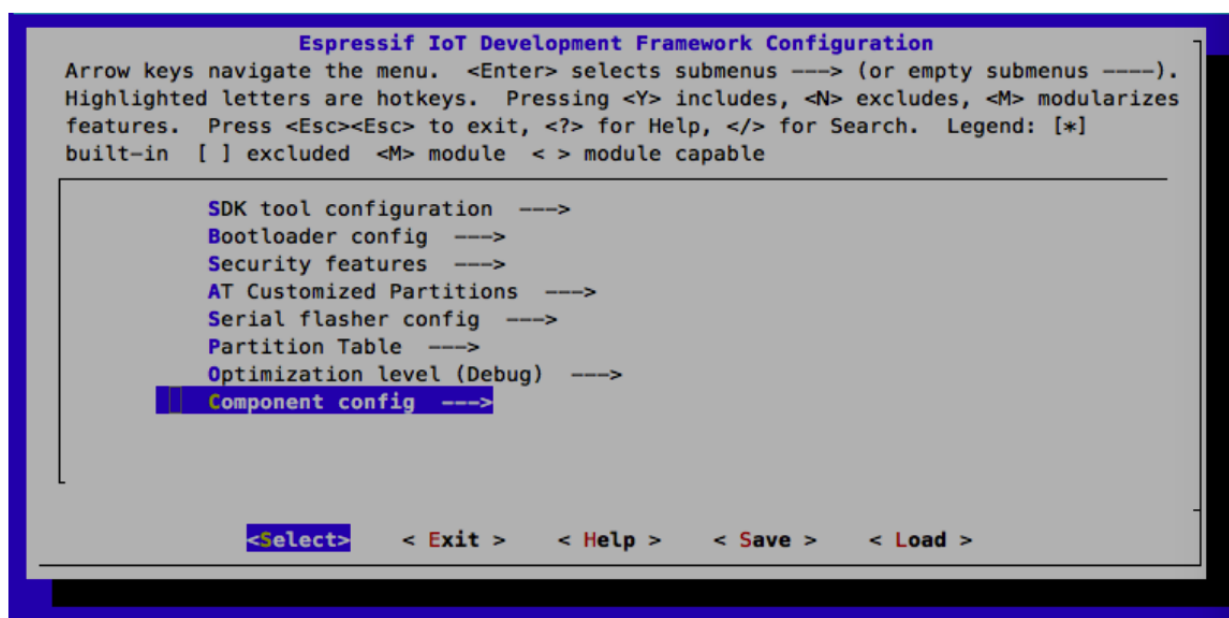 Espressif IoT Development Framework Configuration
Arrow keys navigate the menu.  <Enter> selects submenus ---> (or empty submenus ----).
Highlighted letters are hotkeys.  Pressing <Y> includes, <N> excludes, <M> modularizes
features.  Press <Esc><Esc> to exit, <?> for Help, </> for Search.  Legend: [*]
built-in  [ ] excluded  <M> module  < > module capable
SDK tool configuration  --->
Bootloader config  --->
Security features  --->
AT Customized Partitions  --->
Serial flasher config  --->
Partition Table  --->
Optimization level (Debug)  --->
Component config  --->
<Select>    < Exit >    < Help >    < Save >    < Load >